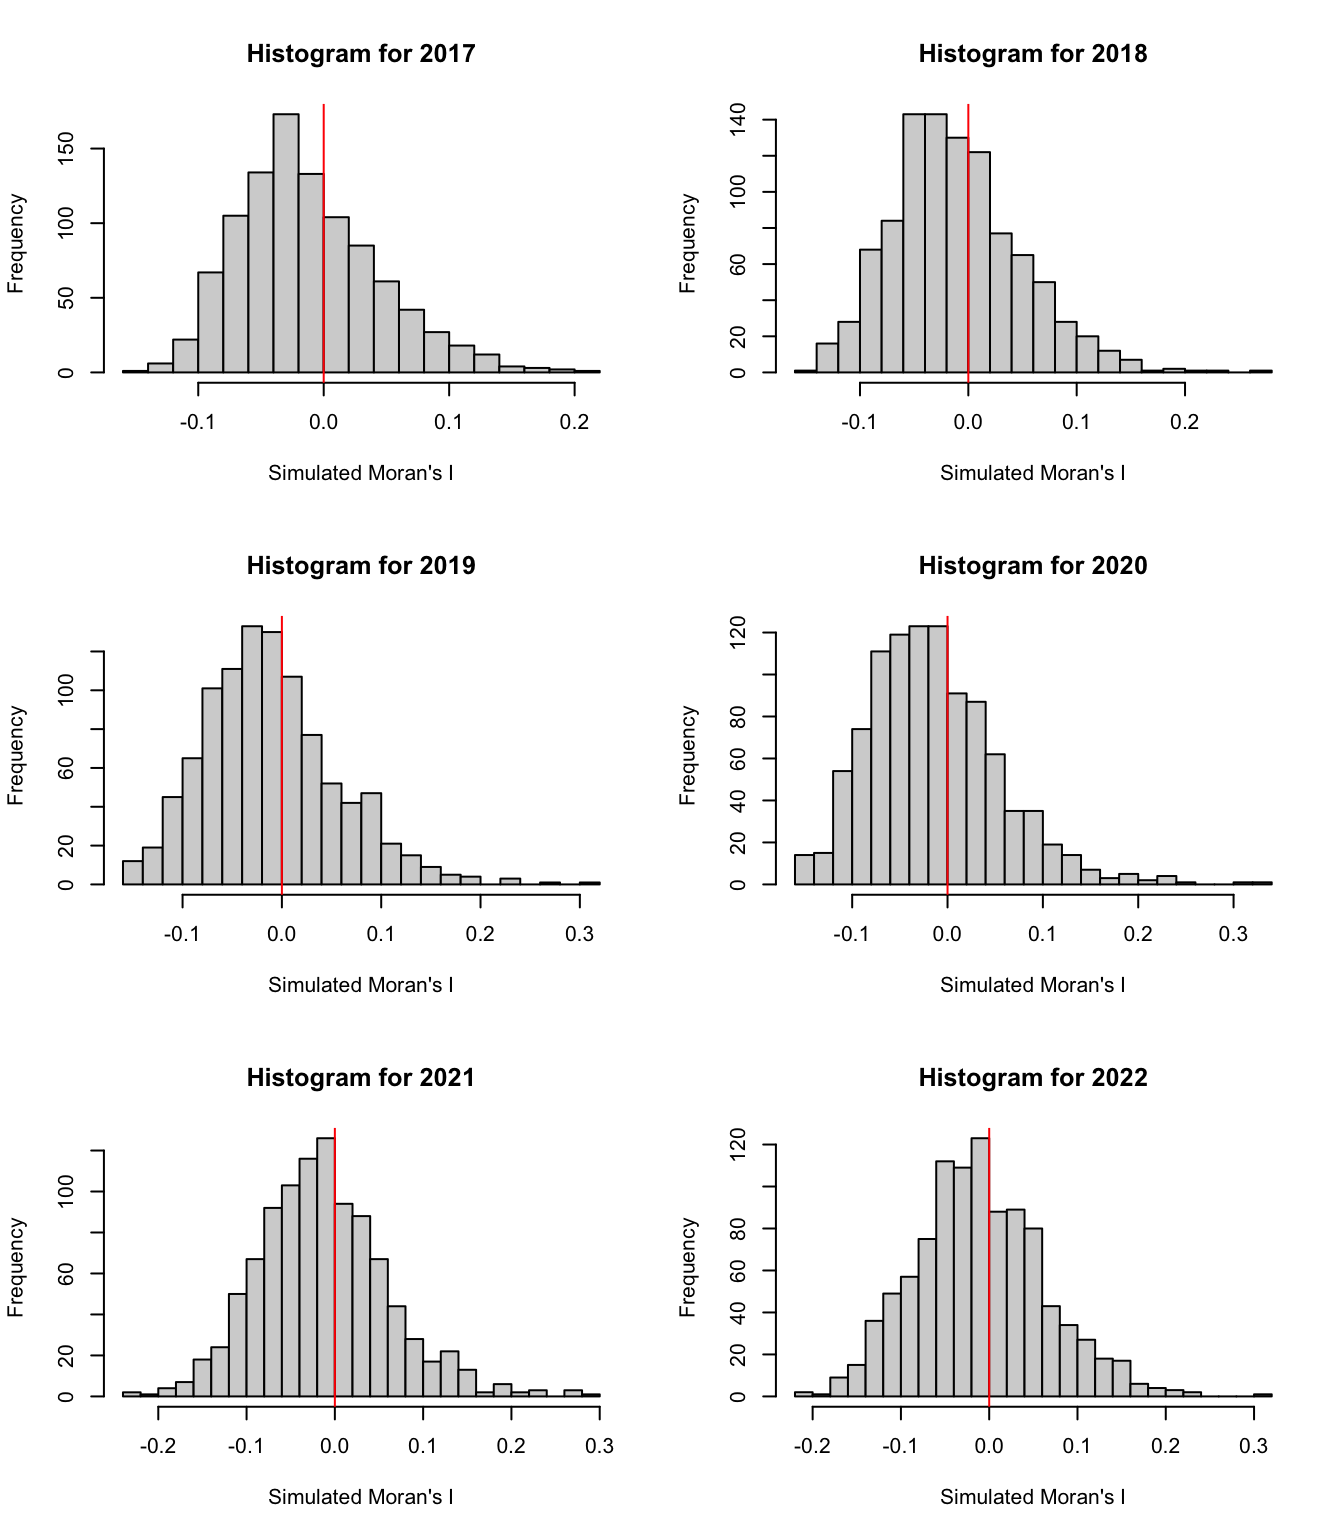 Histogram for 2017
Frequency
0 50 100 150
-0.1 0.0 0.1 0.2
Simulated Moran's I
Histogram for 2018
Frequency
0 20 60 100 140
-0.1 0.0 0.1 0.2
Simulated Moran's I
Histogram for 2019
Frequency
0 20 60 100
-0.1 0.0 0.1 0.2 0.3
Simulated Moran's I
Histogram for 2020
Frequency
0 20 40 60 80 120
-0.1 0.0 0.1 0.2 0.3
Simulated Moran's I
Histogram for 2021
Frequency
0 20 60 100
-0.2 -0.1 0.0 0.1 0.2 0.3
Simulated Moran's I
Histogram for 2022
Frequency
0 20 40 60 80 120
-0.2 -0.1 0.0 0.1 0.2 0.3
Simulated Moran's I